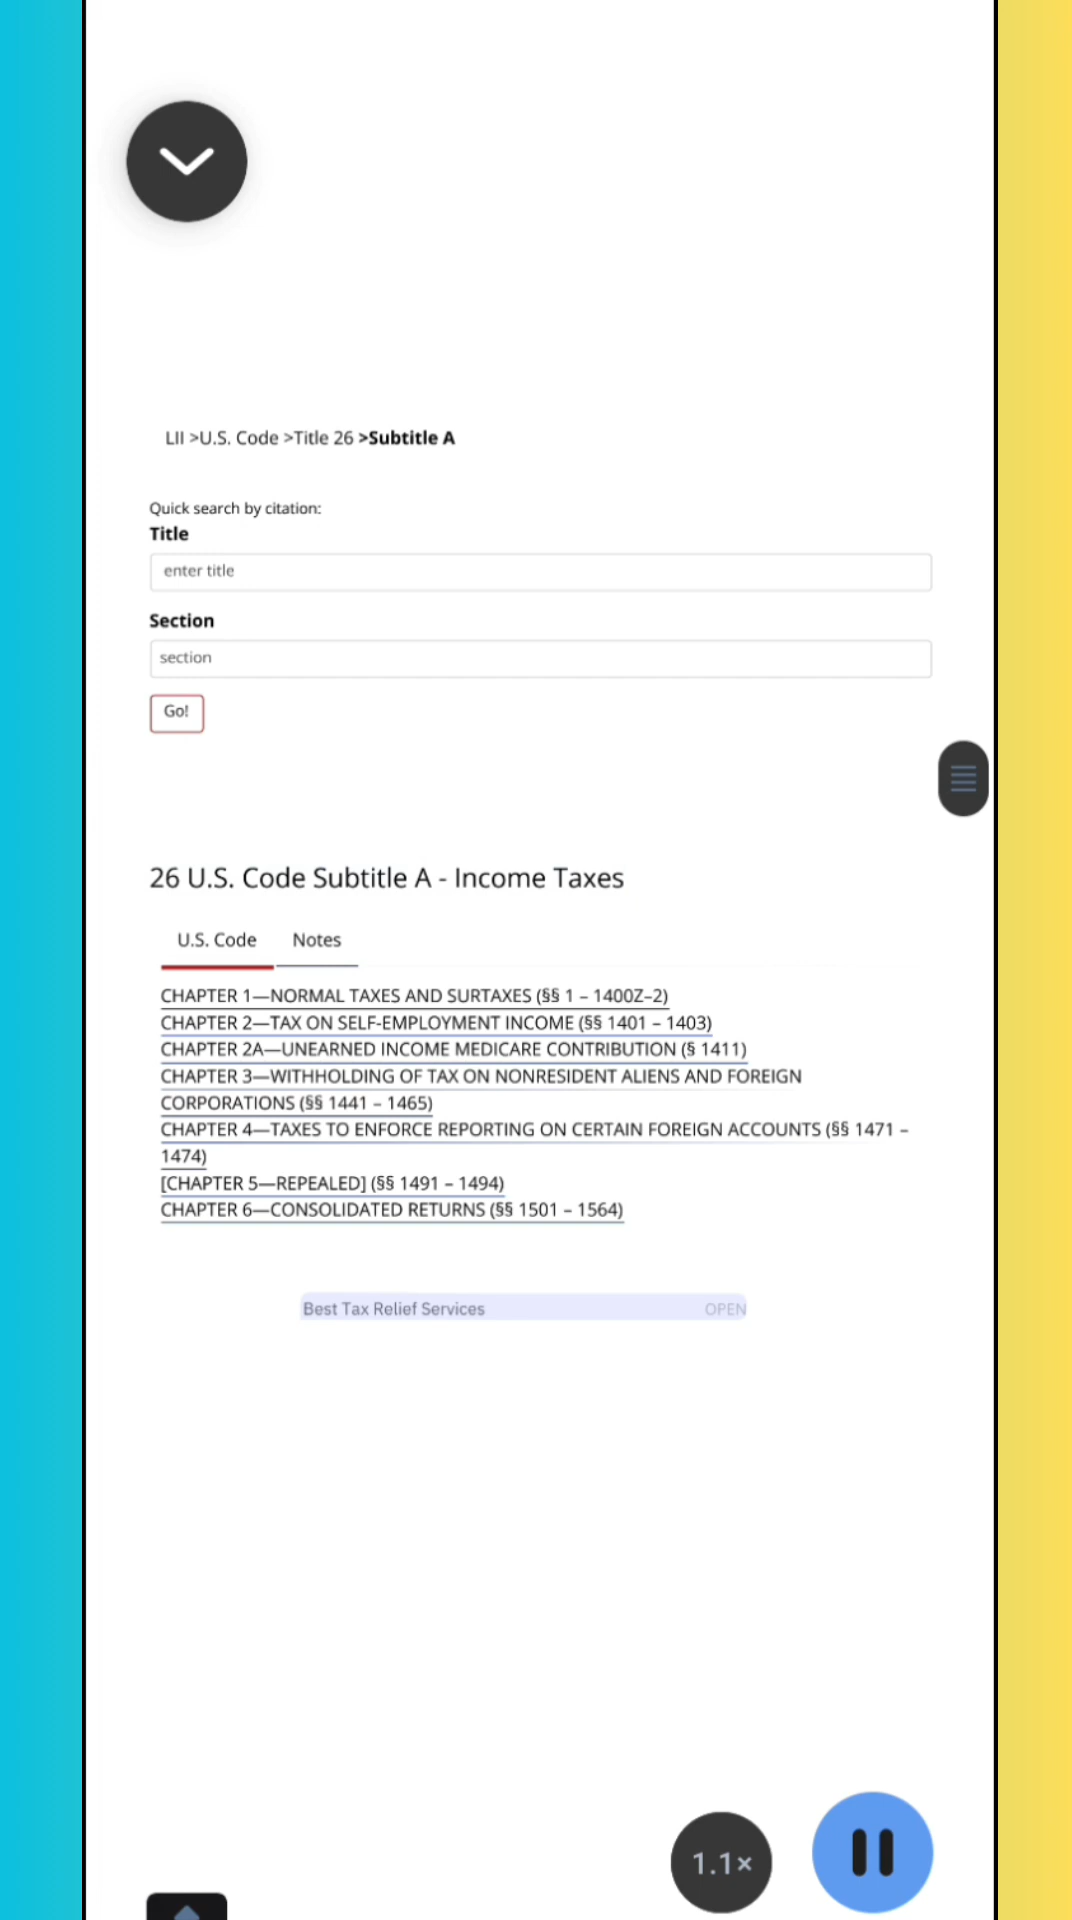 LII >U.S. Code >Title 26 >Subtitle A
Quick search by citation:
Title
enter title
Section
section
Go!
26 U.S. Code Subtitle A - Income Taxes
U.S. Code Notes
CHAPTER 1—NORMAL TAXES AND SURTAXES (§§ 1 – 1400Z–2)
CHAPTER 2—TAX ON SELF-EMPLOYMENT INCOME (§§ 1401 – 1403)
CHAPTER 2A—UNEARNED INCOME MEDICARE CONTRIBUTION (§ 1411)
CHAPTER 3—WITHHOLDING OF TAX ON NONRESIDENT ALIENS AND FOREIGN
CORPORATIONS (§§ 1441 – 1465)
CHAPTER 4—TAXES TO ENFORCE REPORTING ON CERTAIN FOREIGN ACCOUNTS (§§ 1471 –
1474)
[CHAPTER 5—REPEALED] (§§ 1491 – 1494)
CHAPTER 6—CONSOLIDATED RETURNS (§§ 1501 – 1564)
Best Tax Relief Services OPEN
1.1×